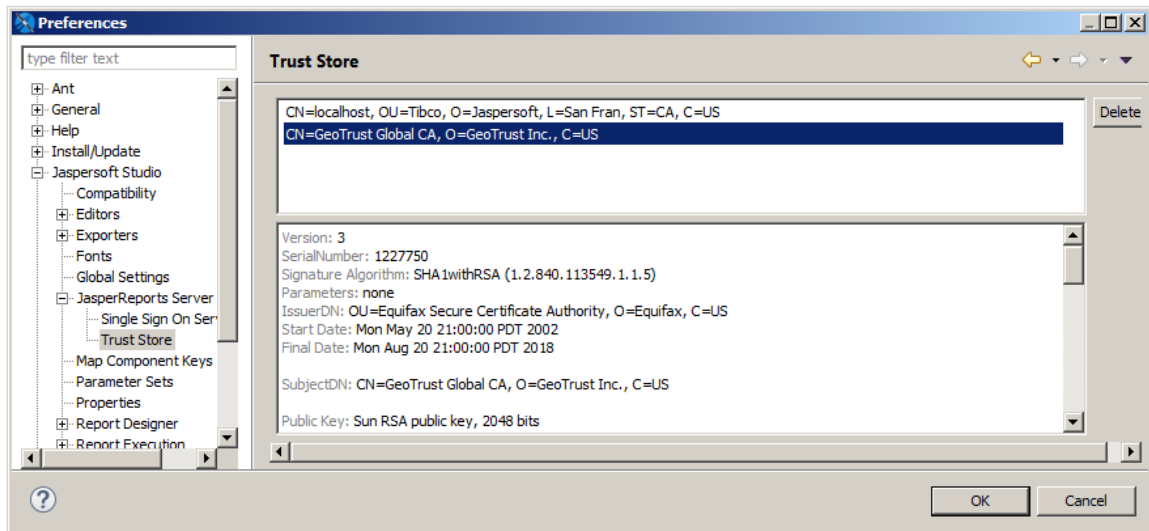 Preferences
type filter text
Ant
General
Help
Install/Update
Jaspersoft Studio
Compatibility
Editors
Exporters
Fonts
Global Settings
JasperReports Server
Single Sign On Ser
Trust Store
Map Component Keys
Parameter Sets
Properties
Report Designer
Report Execution
Trust Store
CN=localhost, OU=Tibco, O=Jaspersoft, L=San Fran, ST=CA, C=US
CN=GeoTrust Global CA, O=GeoTrust Inc., C=US
Delete
Version: 3
SerialNumber: 1227750
Signature Algorithm: SHA1withRSA (1.2.840.113549.1.1.5)
Parameters: none
IssuerDN: OU=Equifax Secure Certificate Authority, O=Equifax, C=US
Start Date: Mon May 20 21:00:00 PDT 2002
Final Date: Mon Aug 20 21:00:00 PDT 2018
SubjectDN: CN=GeoTrust Global CA, O=GeoTrust Inc., C=US
Public Key: Sun RSA public key, 2048 bits
OK
Cancel